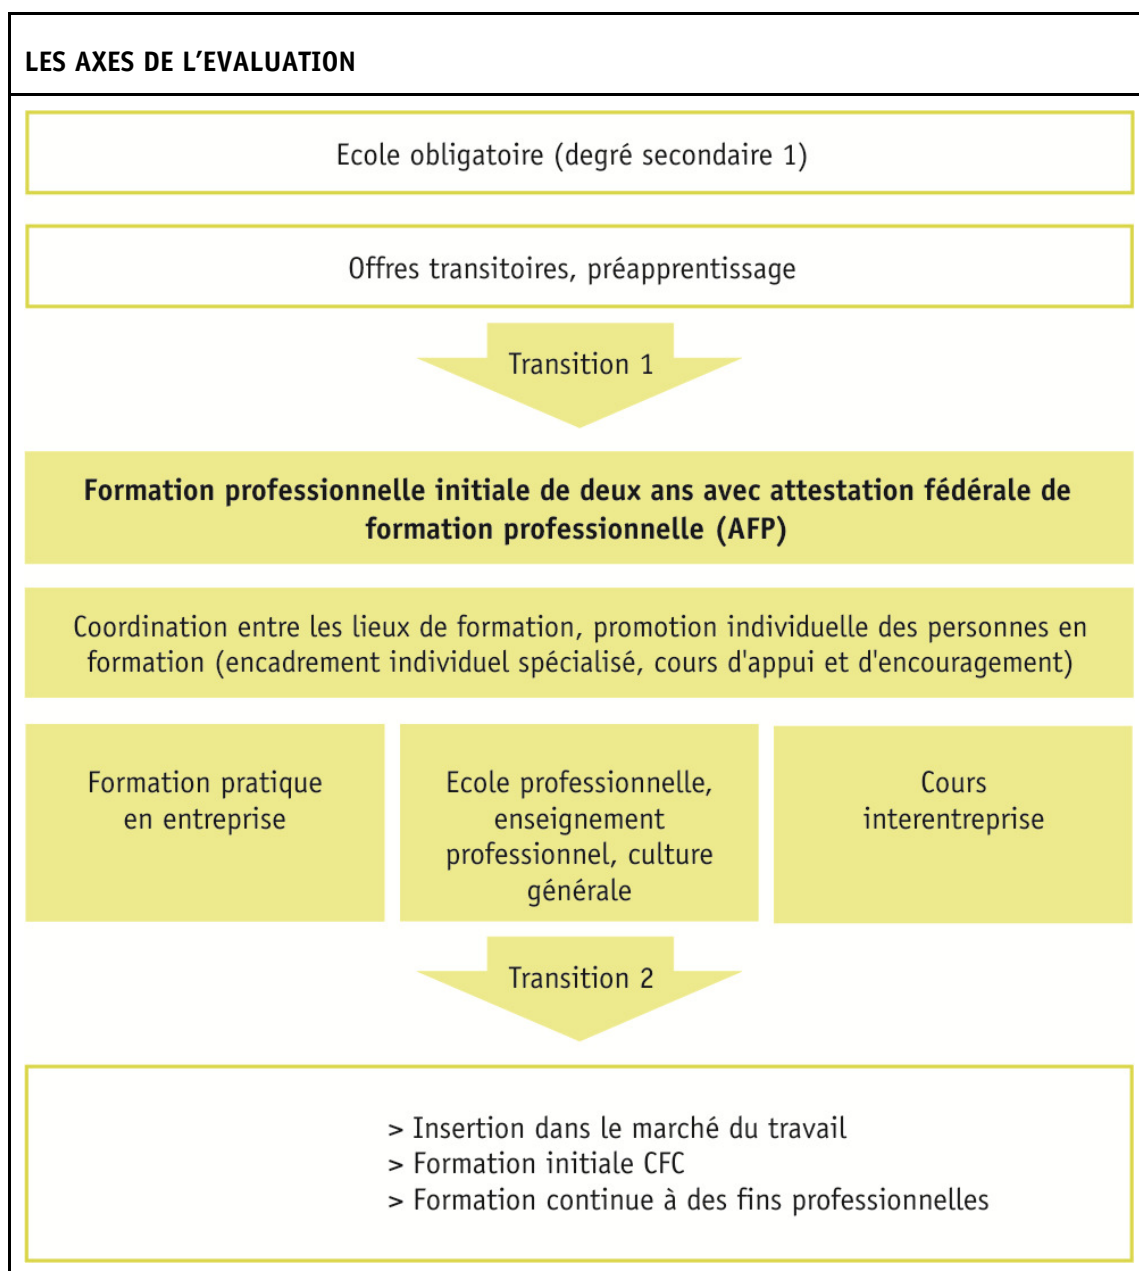 LES AXES DE L’EVALUATION
Ecole obligatoire (degré secondaire 1)
Offres transitoires, préapprentissage
Transition 1
Formation professionnelle initiale de deux ans avec attestation fédérale de
formation professionnelle (AFP)
Coordination entre les lieux de formation, promotion individuelle des personnes en
formation (encadrement individuel spécialisé, cours d'appui et d'encouragement)
Formation pratique
en entreprise
Ecole professionnelle,
enseignement
professionnel, culture
générale
Cours
interentreprise
Transition 2
> Insertion dans le marché du travail
> Formation initiale CFC
> Formation continue à des fins professionnelles